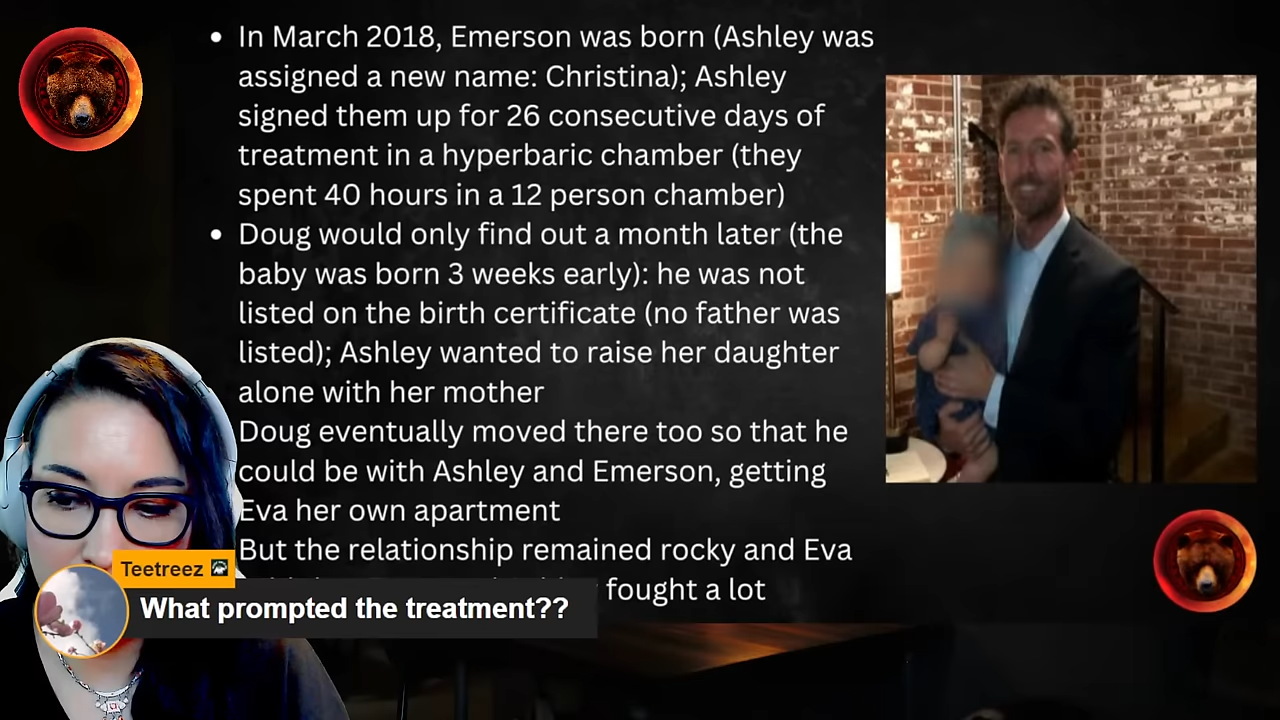 In March 2018, Emerson was born (Ashley was
assigned a new name: Christina); Ashley
signed them up for 26 consecutive days of
treatment in a hyperbaric chamber (they
spent 40 hours in a 12 person chamber)
Doug would only find out a month later (the
baby was born 3 weeks early): he was not
listed on the birth certificate (no father was
listed); Ashley wanted to raise her daughter
alone with her mother
Doug eventually moved there too so that he
could be with Ashley and Emerson, getting
Eva her own apartment
But the relationship remained rocky and Eva
fought a lot
Teetreez
What prompted the treatment??